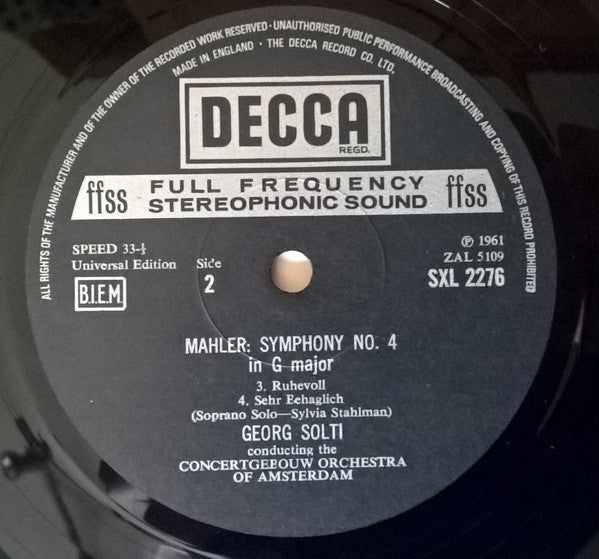 ALL RIGHTS OF THE MANUFACTURER AND OF THE OWNER OF THE RECORDED WORK RESERVED · UNAUTHORISED PUBLIC PERFORMANCE BROADCASTING AND COPYING OF THIS RECORD PROHIBITED
MADE IN ENGLAND · THE DECCA RECORD CO. LTD.
DECCA
REGD.
ffss FULL FREQUENCY STEREOPHONIC SOUND ffss
SPEED 33-⅓
Universal Edition
B.I.E.M.
Side
2
℗ 1961
ZAL 5109
SXL 2276
MAHLER: SYMPHONY NO. 4
in G major
3. Ruhevoll
4. Sehr Eehaglich
(Soprano Solo—Sylvia Stahlman)
GEORG SOLTI
conducting the
CONCERTGEBOUW ORCHESTRA
OF AMSTERDAM